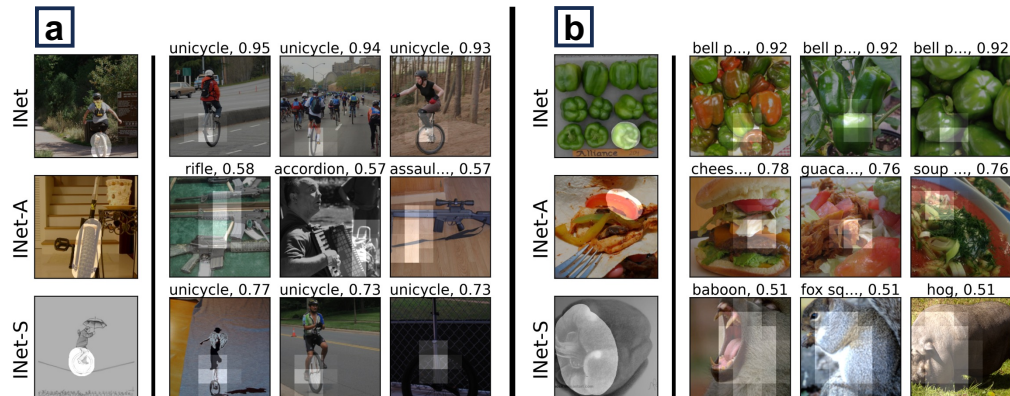 a
INet
unicycle, 0.95
unicycle, 0.94
unicycle, 0.93
INet-A
rifle, 0.58
accordion, 0.57
assaul..., 0.57
INet-S
unicycle, 0.77
unicycle, 0.73
unicycle, 0.73
b
INet
Alliance
bell p..., 0.92
bell p..., 0.92
bell p..., 0.92
INet-A
chees..., 0.78
guaca..., 0.76
soup ..., 0.76
INet-S
baboon, 0.51
fox sq..., 0.51
hog, 0.51